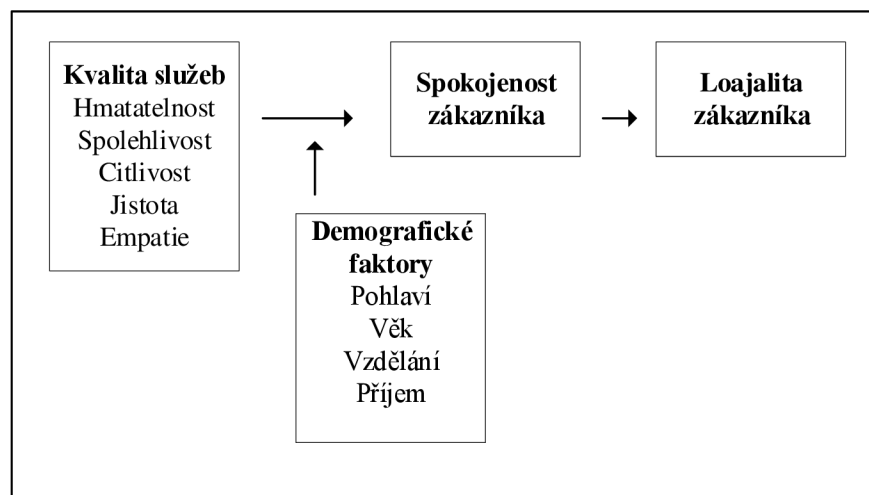 Kvalita služeb
Hmatatelnost
Spolehlivost
Citlivost
Jistota
Empatie
Spokojenost
zákazníka
Loajalita
zákazníka
Demografické
faktory
Pohlaví
Věk
Vzdělání
Příjem